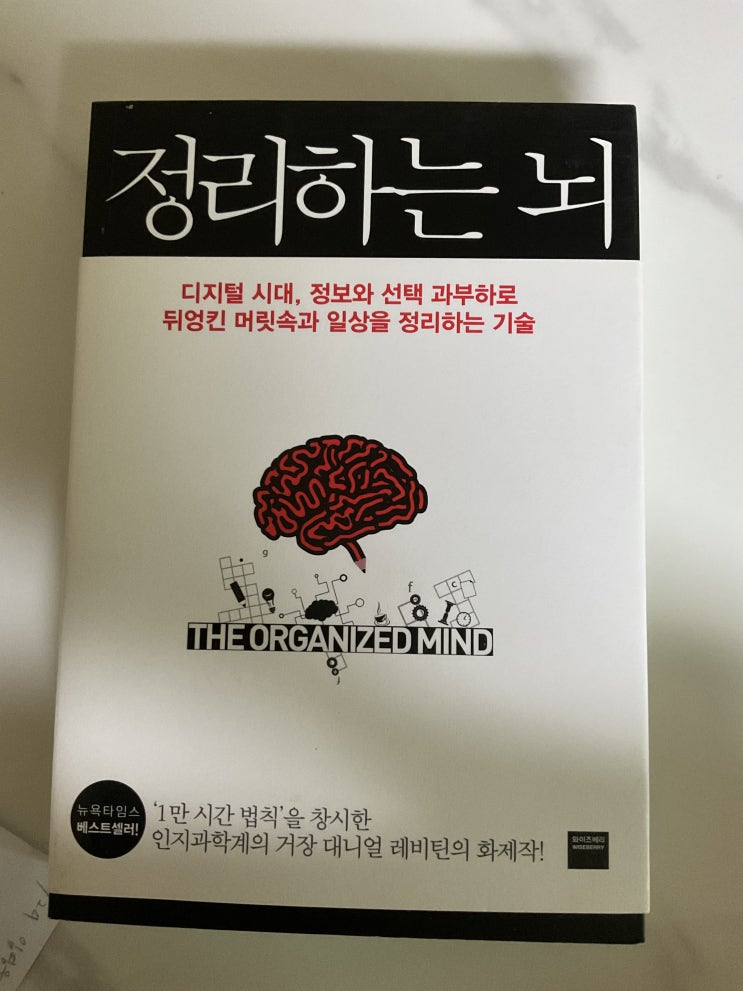 정리하는 뇌
디지털 시대, 정보와 선택 과부하로
뒤엉킨 머릿속과 일상을 정리하는 기술
g
f
c
THE ORGANIZED MIND
j
뉴욕타임스
베스트셀러!
'1만 시간 법칙'을 창시한
인지과학계의 거장 대니얼 레비틴의 화제작!
와이즈베리
WISEBERRY